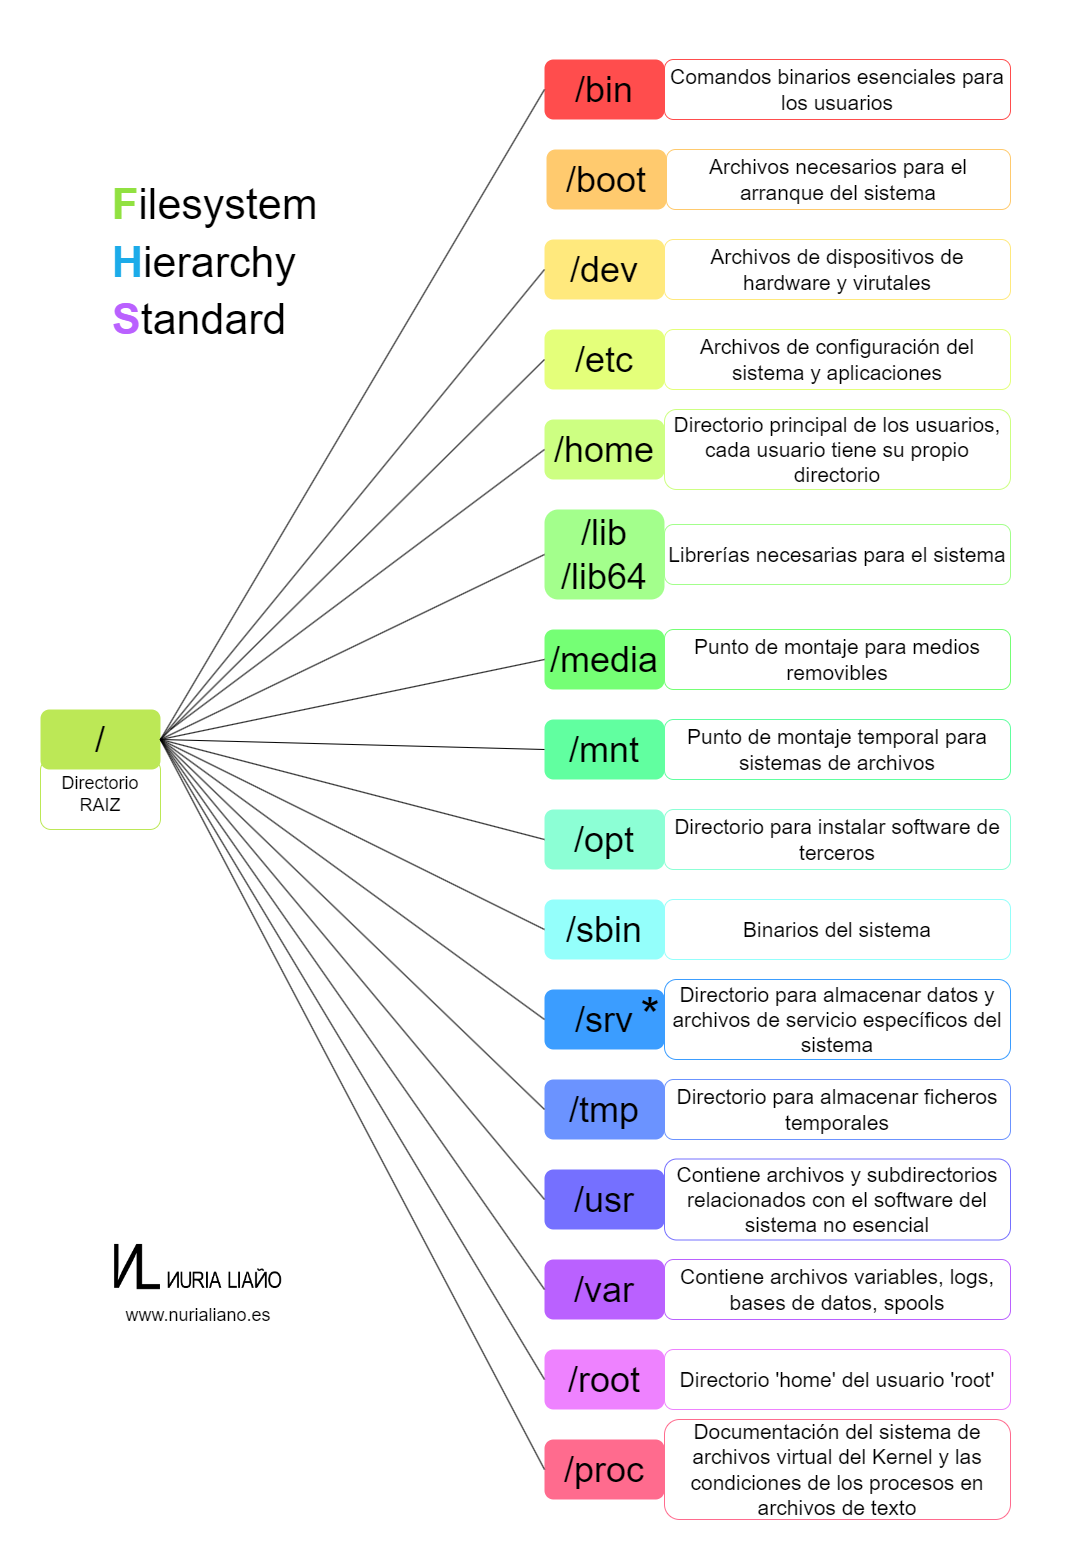 Filesystem
Hierarchy
Standard
/
Directorio
RAIZ
/bin
Comandos binarios esenciales para
los usuarios
/boot
Archivos necesarios para el
arranque del sistema
/dev
Archivos de dispositivos de
hardware y virutales
/etc
Archivos de configuración del
sistema y aplicaciones
/home
Directorio principal de los usuarios,
cada usuario tiene su propio
directorio
/lib
/lib64
Librerías necesarias para el sistema
/media
Punto de montaje para medios
removibles
/mnt
Punto de montaje temporal para
sistemas de archivos
/opt
Directorio para instalar software de
terceros
/sbin
Binarios del sistema
/srv *
Directorio para almacenar datos y
archivos de servicio específicos del
sistema
/tmp
Directorio para almacenar ficheros
temporales
/usr
Contiene archivos y subdirectorios
relacionados con el software del
sistema no esencial
/var
Contiene archivos variables, logs,
bases de datos, spools
/root
Directorio 'home' del usuario 'root'
/proc
Documentación del sistema de
archivos virtual del Kernel y las
condiciones de los procesos en
archivos de texto
NL NURIA LIAÑO
www.nurialiano.es